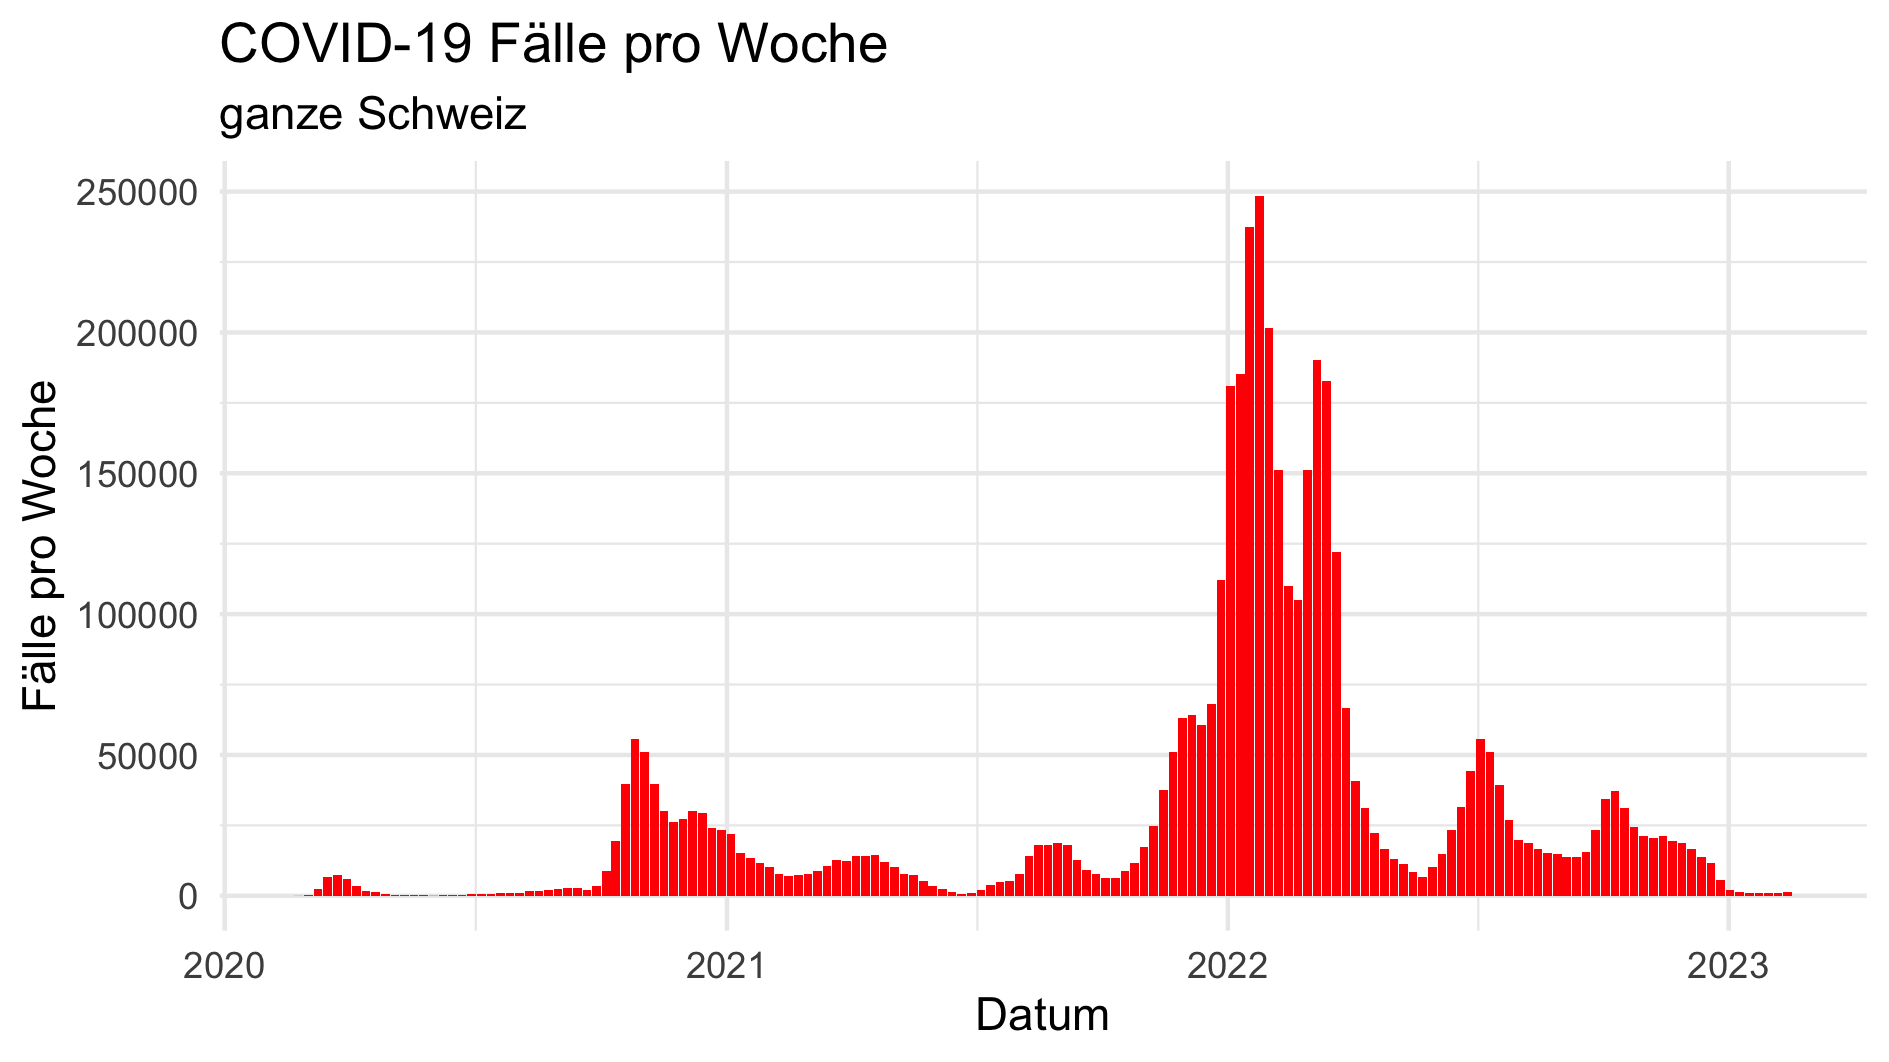 COVID-19 Fälle pro Woche
ganze Schweiz
Fälle pro Woche
250000
200000
150000
100000
50000
0
2020
2021
2022
2023
Datum